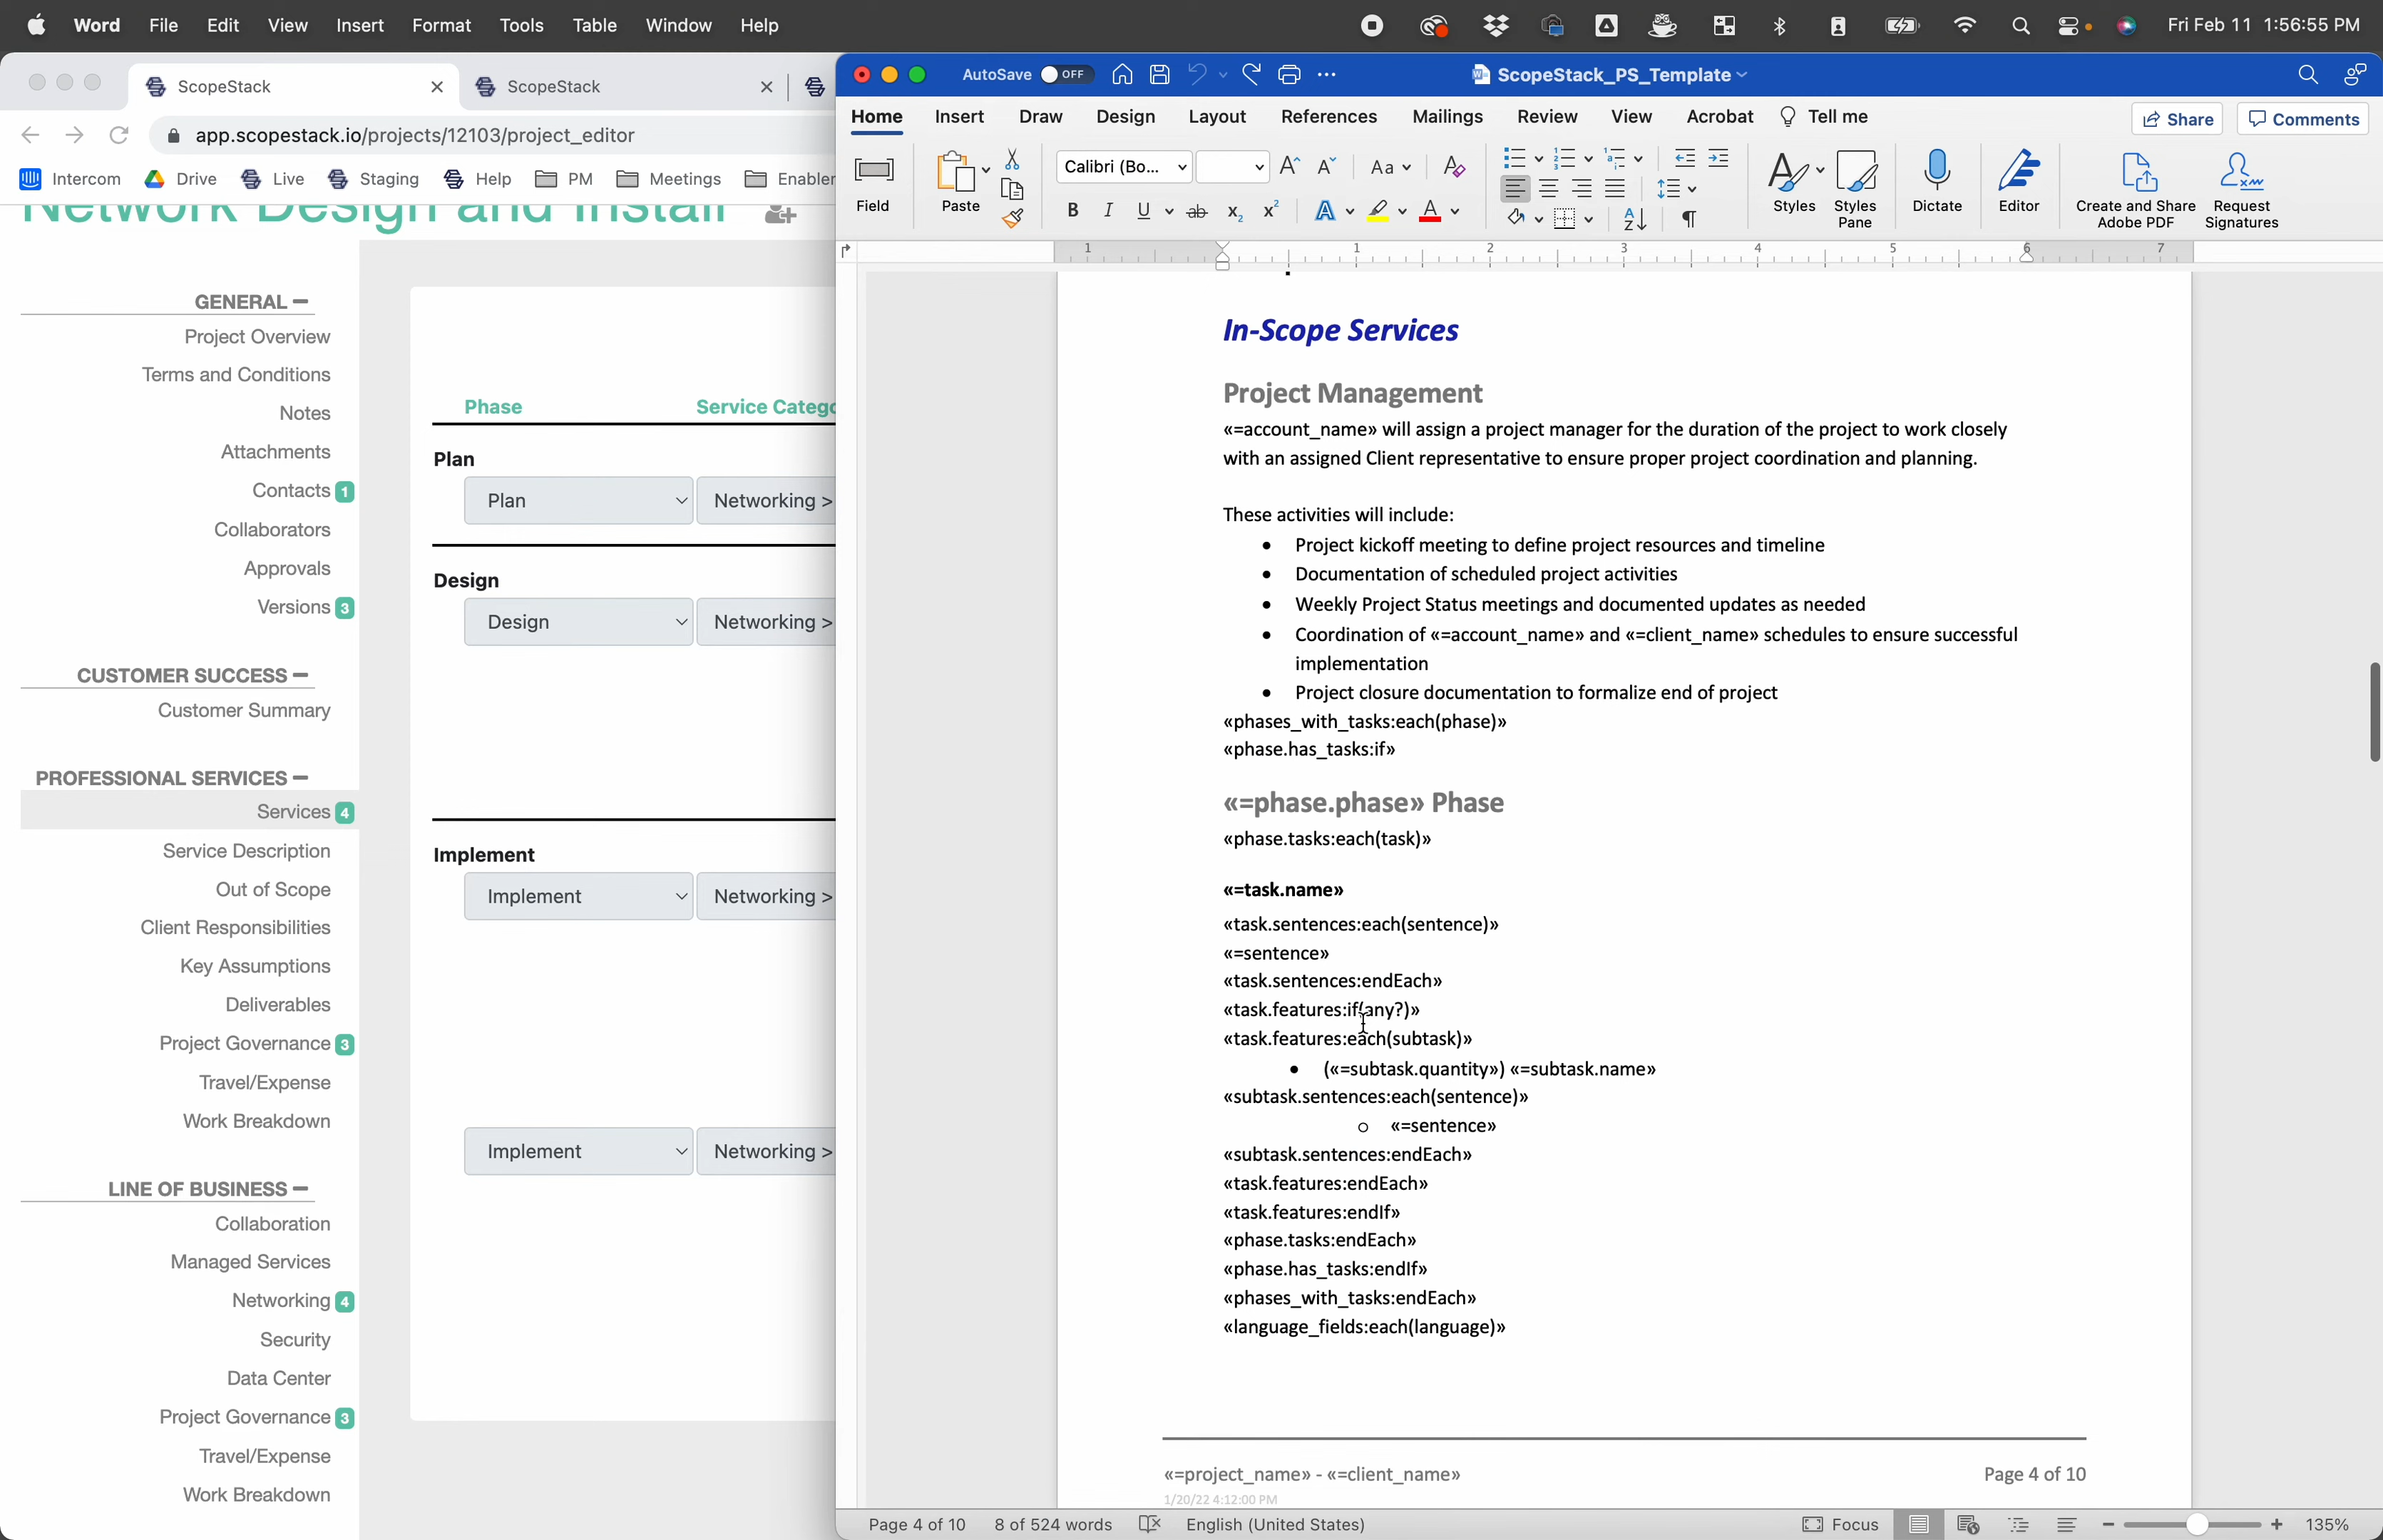 Word File Edit View Insert Format Tools Table Window Help Fri Feb 11 1:56:55 PM
ScopeStack ScopeStack
app.scopestack.io/projects/12103/project_editor
Intercom Drive Live Staging Help PM Meetings Enabler
Network Design and Install
GENERAL
Project Overview
Terms and Conditions
Notes
Attachments
Contacts 1
Collaborators
Approvals
Versions 3
CUSTOMER SUCCESS
Customer Summary
PROFESSIONAL SERVICES
Services 4
Service Description
Out of Scope
Client Responsibilities
Key Assumptions
Deliverables
Project Governance 3
Travel/Expense
Work Breakdown
LINE OF BUSINESS
Collaboration
Managed Services
Networking 4
Security
Data Center
Project Governance 3
Travel/Expense
Work Breakdown
Phase Service Catego
Plan
Plan Networking >
Design
Design Networking >
Implement
Implement Networking >
Implement Networking >
AutoSave OFF ScopeStack_PS_Template
Home Insert Draw Design Layout References Mailings Review View Acrobat Tell me Share Comments
Field Paste Calibri (Bo... Styles Styles Pane Dictate Editor Create and Share Adobe PDF Request Signatures
1 1 2 3 4 5 6 7
In-Scope Services
Project Management
«=account_name» will assign a project manager for the duration of the project to work closely
with an assigned Client representative to ensure proper project coordination and planning.
These activities will include:
• Project kickoff meeting to define project resources and timeline
• Documentation of scheduled project activities
• Weekly Project Status meetings and documented updates as needed
• Coordination of «=account_name» and «=client_name» schedules to ensure successful
implementation
• Project closure documentation to formalize end of project
«phases_with_tasks:each(phase)»
«phase.has_tasks:if»
«=phase.phase» Phase
«phase.tasks:each(task)»
«=task.name»
«task.sentences:each(sentence)»
«=sentence»
«task.sentences:endEach»
«task.features:if(any?)»
«task.features:each(subtask)»
• («=subtask.quantity») «=subtask.name»
«subtask.sentences:each(sentence)»
o «=sentence»
«subtask.sentences:endEach»
«task.features:endEach»
«task.features:endIf»
«phase.tasks:endEach»
«phase.has_tasks:endIf»
«phases_with_tasks:endEach»
«language_fields:each(language)»
«=project_name» - «=client_name» Page 4 of 10
1/20/22 4:12:00 PM
Page 4 of 10 8 of 524 words English (United States) Focus 135%